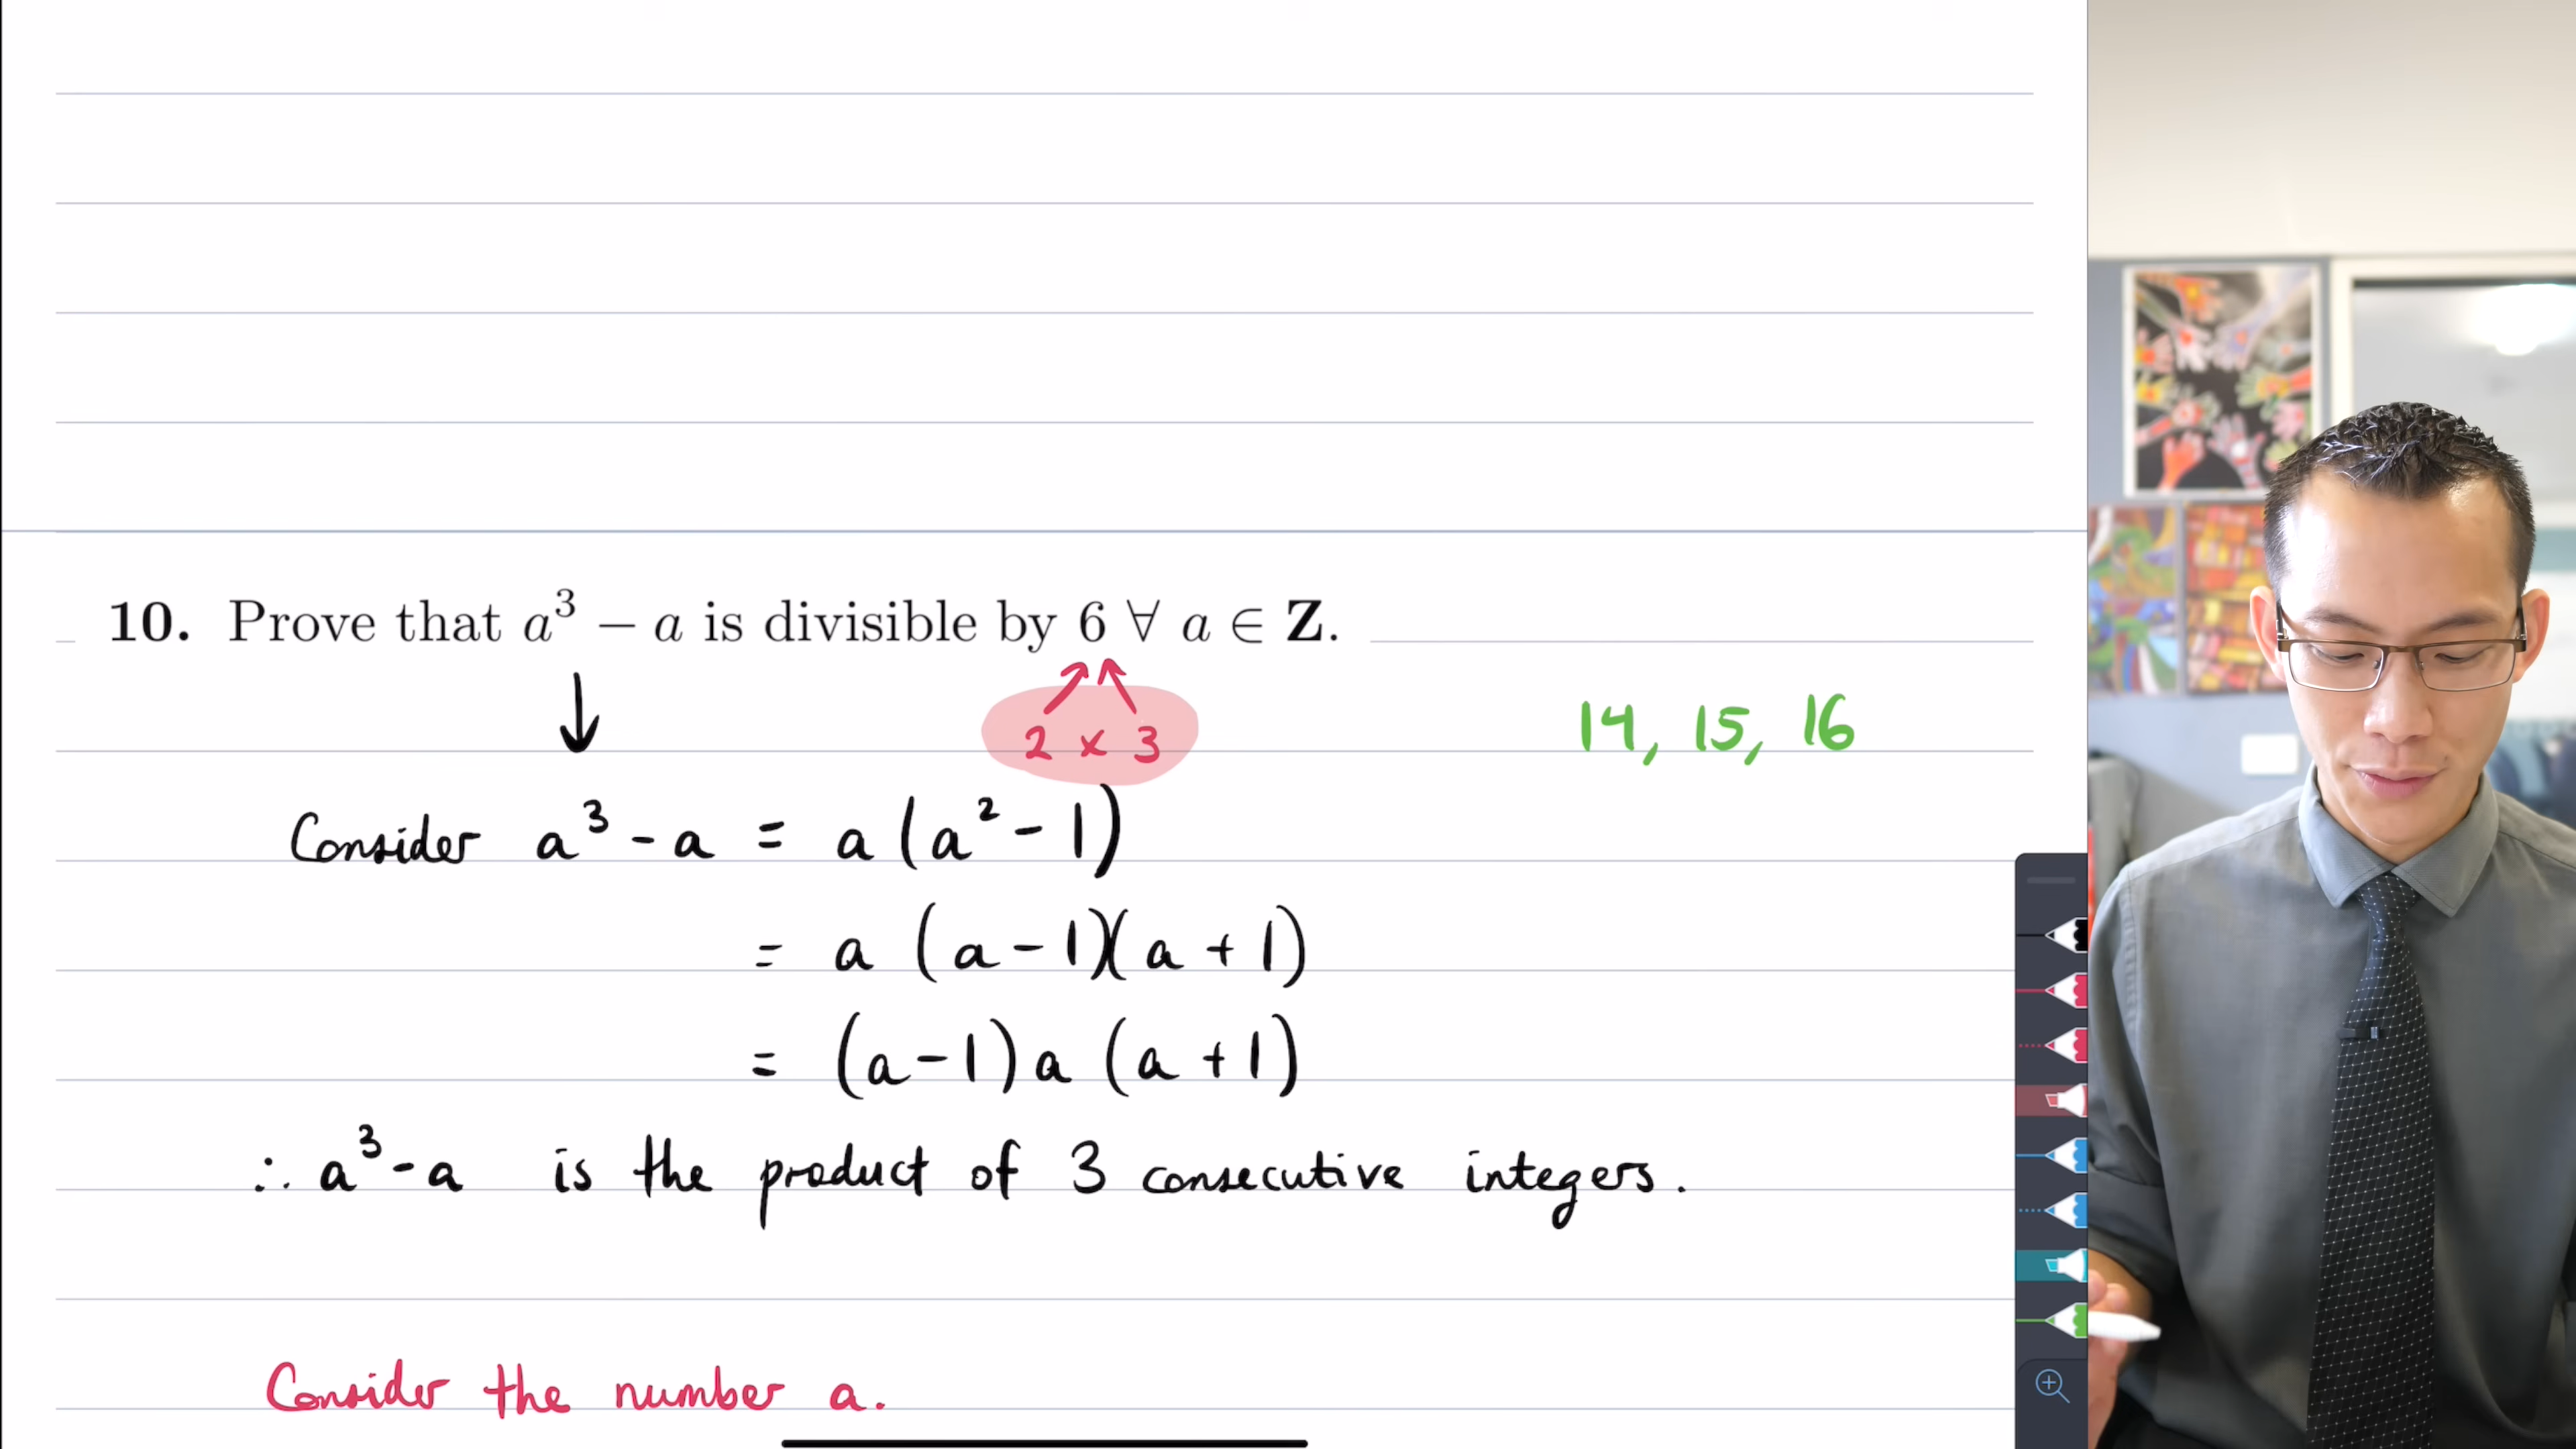 10. Prove that a³ − a is divisible by 6 ∀ a ∈ Z.
2 × 3
14, 15, 16
Consider a³ - a = a (a² - 1)
= a (a - 1)(a + 1)
= (a - 1) a (a + 1)
∴ a³ - a is the product of 3 consecutive integers.
Consider the number a.